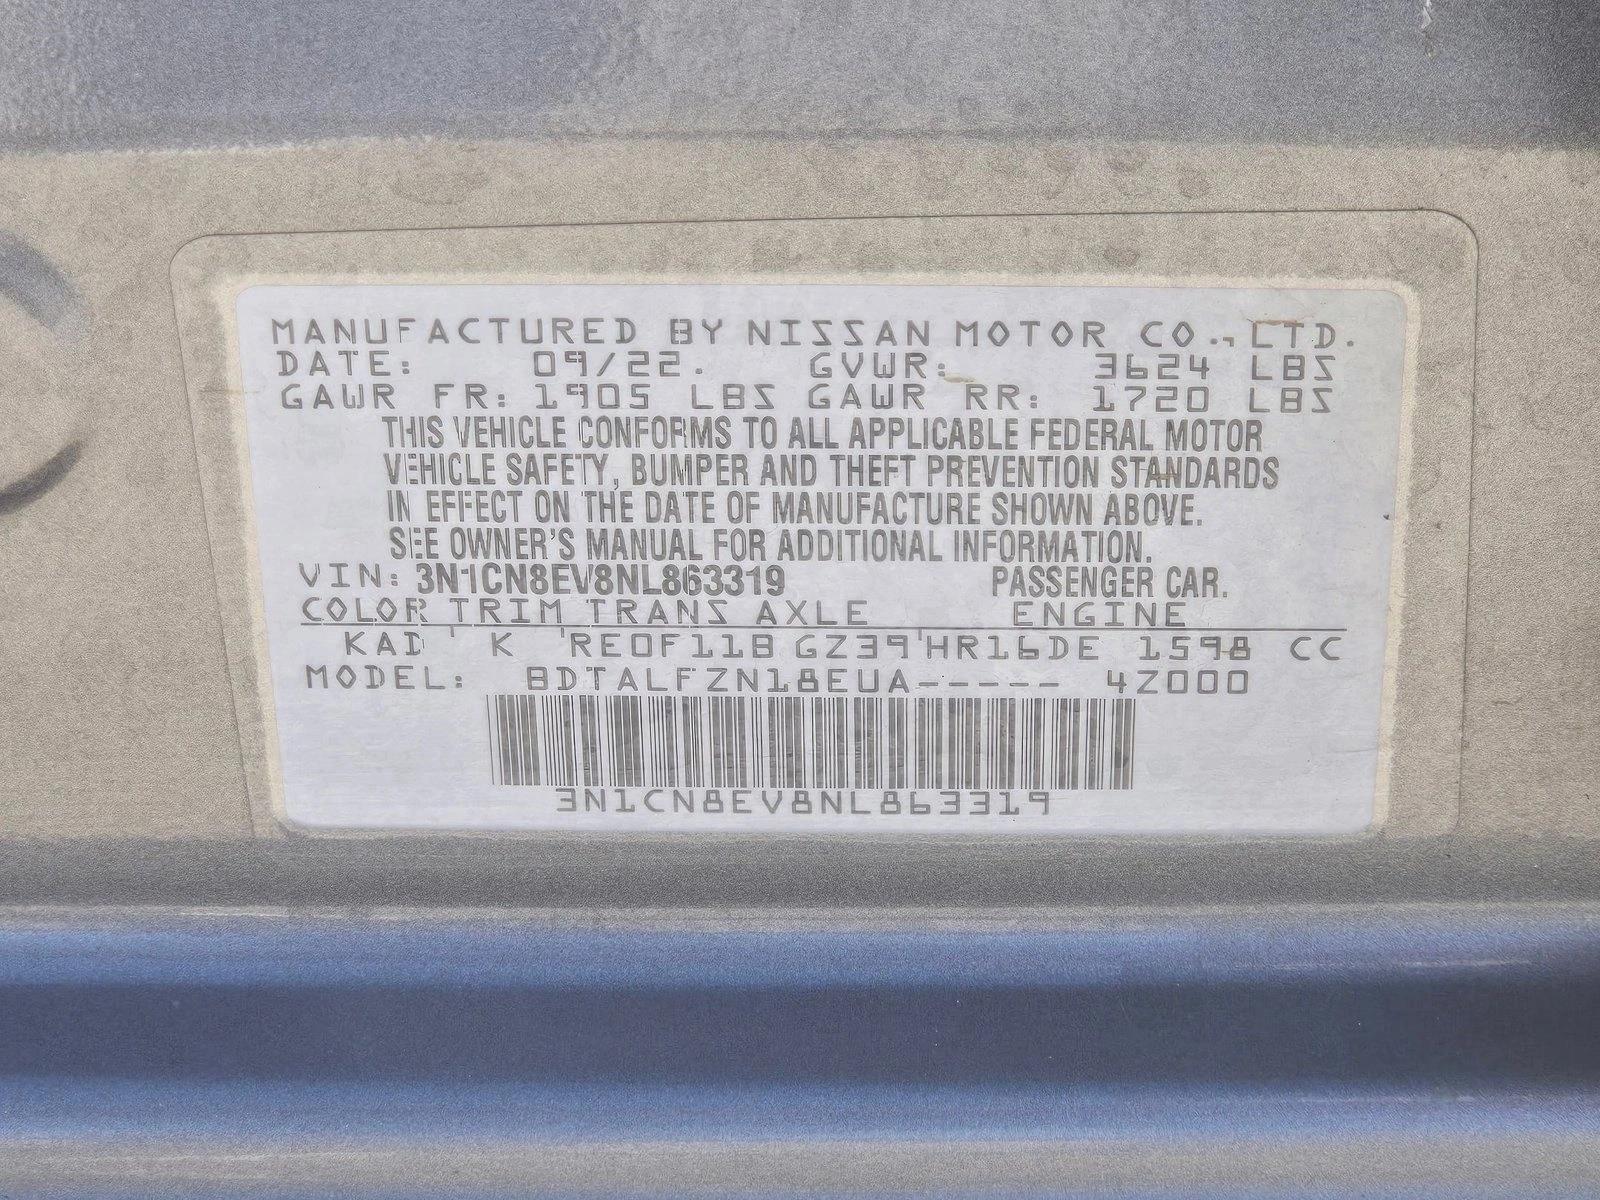 MANUFACTURED BY NISSAN MOTOR CO., LTD.
DATE: 09/22. GVWR: 3624 LBS
GAWR FR: 1905 LBS GAWR RR: 1720 LBS
THIS VEHICLE CONFORMS TO ALL APPLICABLE FEDERAL MOTOR
VEHICLE SAFETY, BUMPER AND THEFT PREVENTION STANDARDS
IN EFFECT ON THE DATE OF MANUFACTURE SHOWN ABOVE.
SEE OWNER'S MANUAL FOR ADDITIONAL INFORMATION.
VIN: 3N1CN8EV8NL863319 PASSENGER CAR.
COLOR TRIM TRANS AXLE ENGINE
KAD ' K 'RE0F11B GZ39'HR16DE 1598 CC
MODEL: BDTALFZN18EUA----- 4Z000
3N1CN8EV8NL863319